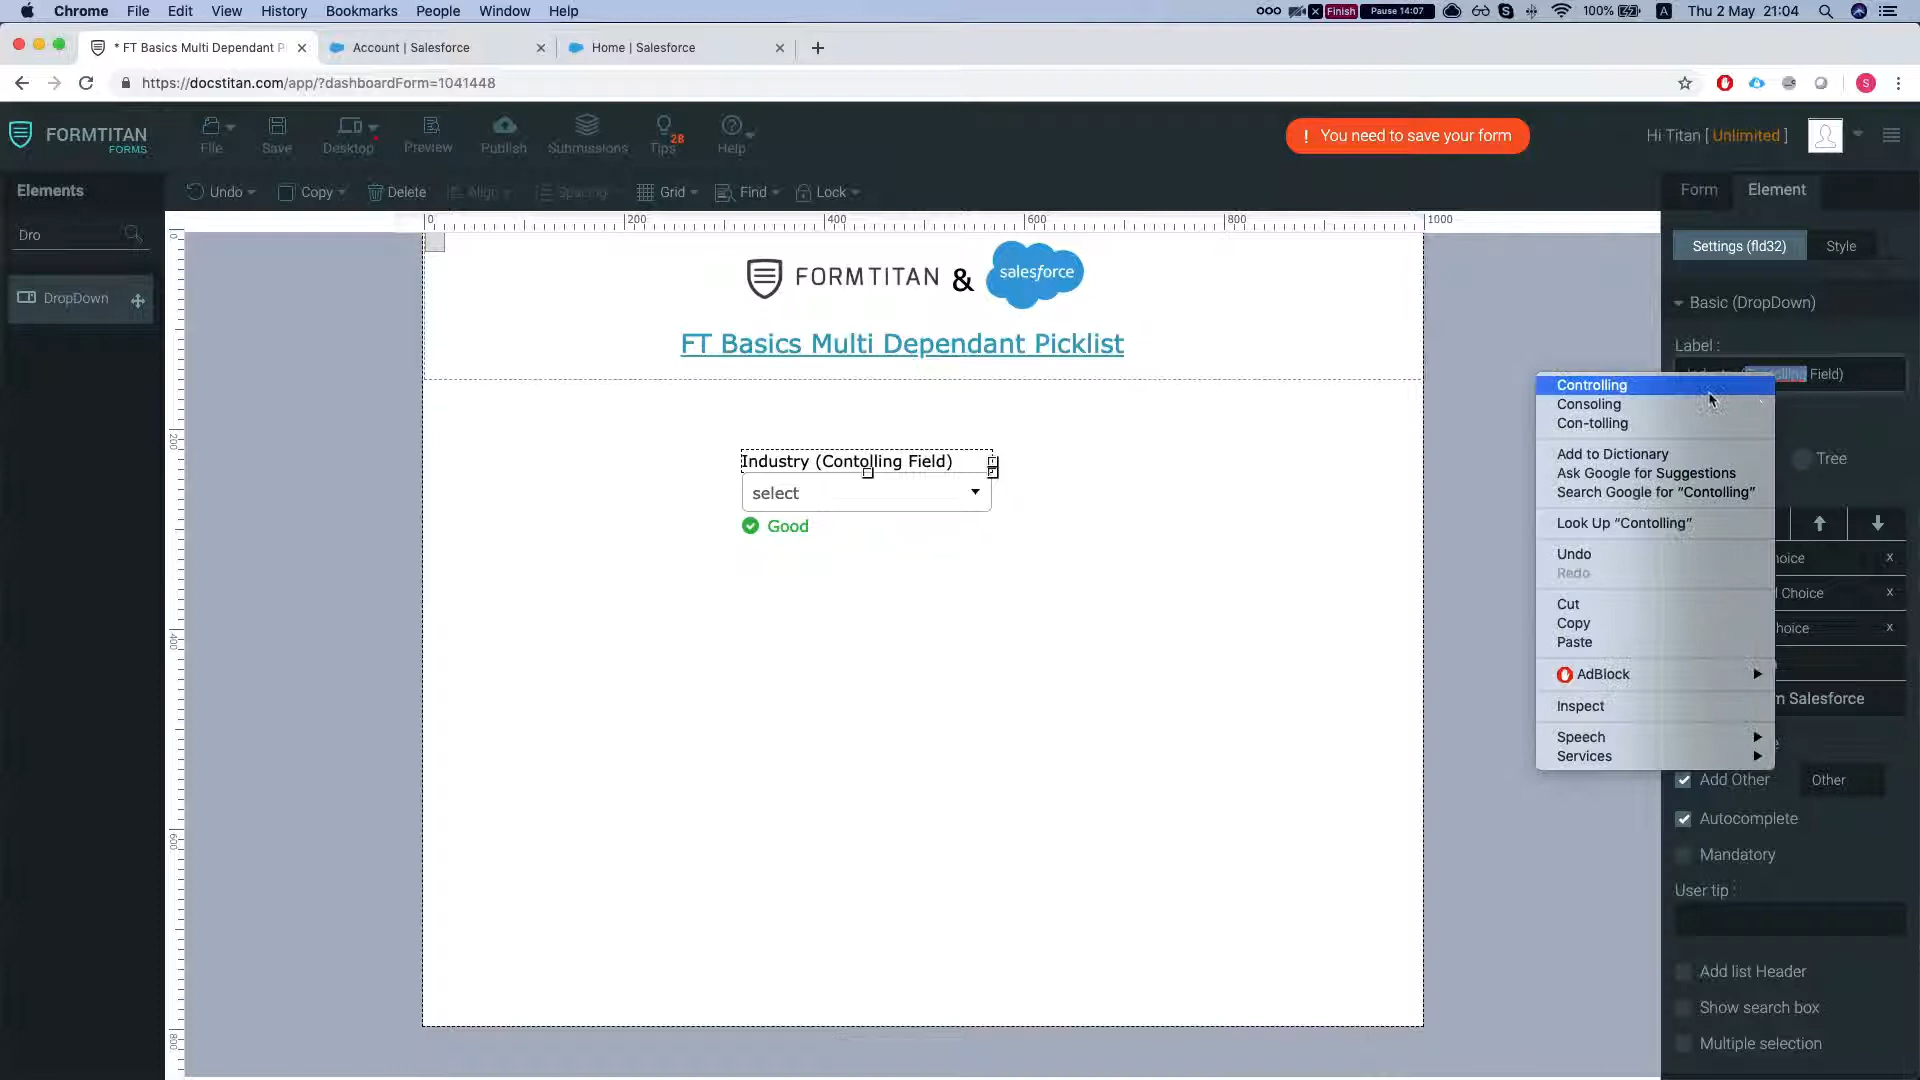 Chrome File Edit View History Bookmarks People Window Help Finish Pause 14:07 100% A Thu 2 May 21:04
* FT Basics Multi Dependant P Account | Salesforce Home | Salesforce
https://docstitan.com/app/?dashboardForm=1041448 S
FORMTITAN FORMS
File Save Desktop Preview Publish Submissions Tips 28 Help
! You need to save your form
Hi Titan [ Unlimited ]
Elements
Undo Copy Delete Align Spacing Grid Find Lock
Form Element
0 200 400 600 800 1000
Dro
Settings (fld32) Style
DropDown
FORMTITAN & salesforce
Basic (DropDown)
FT Basics Multi Dependant Picklist
Label :
Field)
Controlling
Consoling
Con-tolling
Add to Dictionary
Ask Google for Suggestions
Search Google for “Contolling”
Look Up “Contolling”
Undo
Redo
Cut
Copy
Paste
AdBlock
Inspect
Speech
Services
Tree
Industry (Contolling Field)
select
Good
hoice x
Choice x
hoice x
m Salesforce
Add Other Other
Autocomplete
Mandatory
User tip :
Add list Header
Show search box
Multiple selection
0
200
400
600
800